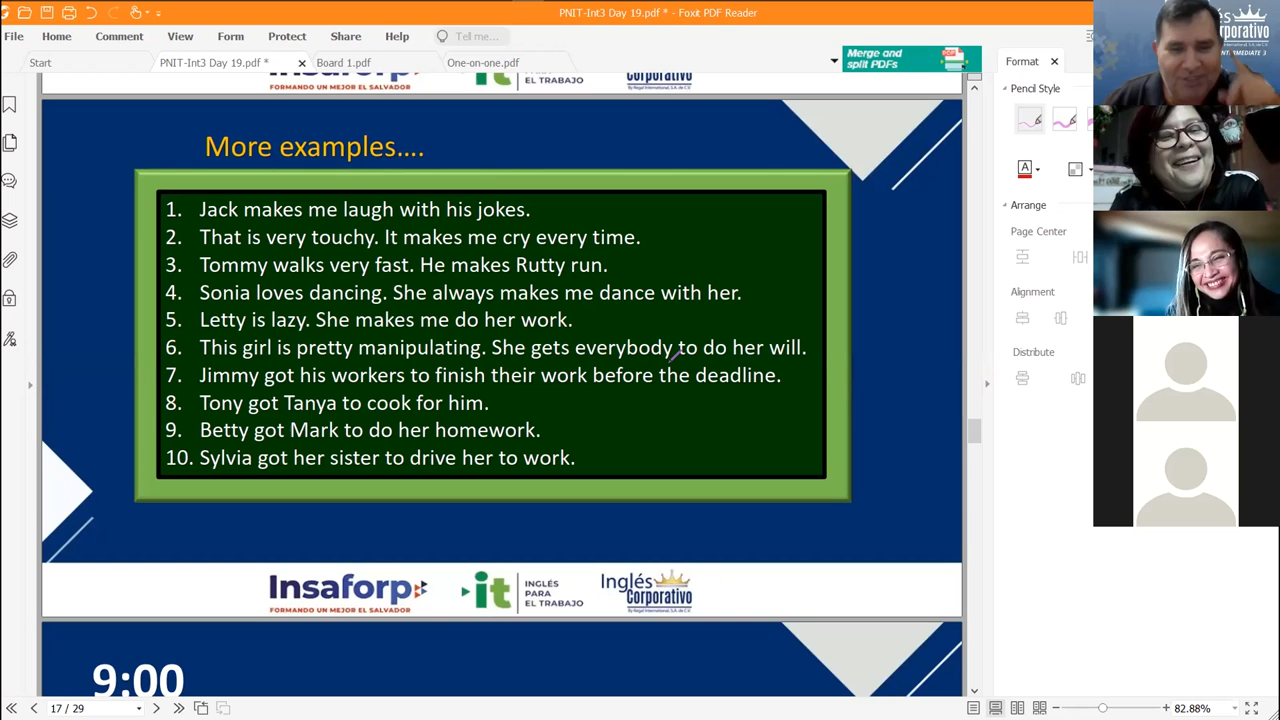 PNIT-Int3 Day 19.pdf * - Foxit PDF Reader
File Home Comment View Form Protect Share Help Tell me...
Start PNIT-Int3 Day 19.pdf * Board 1.pdf One-on-one.pdf
Merge and
split PDFs
FORMANDO UN MEJOR EL SALVADOR
EL TRABAJO
Corporativo
More examples....
1. Jack makes me laugh with his jokes.
2. That is very touchy. It makes me cry every time.
3. Tommy walks very fast. He makes Rutty run.
4. Sonia loves dancing. She always makes me dance with her.
5. Letty is lazy. She makes me do her work.
6. This girl is pretty manipulating. She gets everybody to do her will.
7. Jimmy got his workers to finish their work before the deadline.
8. Tony got Tanya to cook for him.
9. Betty got Mark to do her homework.
10. Sylvia got her sister to drive her to work.
Insaforp
FORMANDO UN MEJOR EL SALVADOR
it
INGLÉS
PARA
EL TRABAJO
Inglés
Corporativo
9:00
17 / 29
82.88%
Format
Pencil Style
Arrange
Page Center
Alignment
Distribute